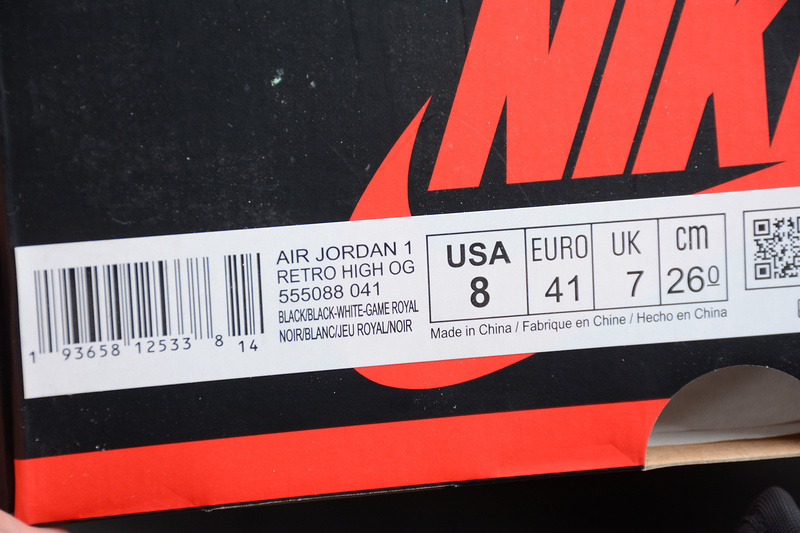 NIK
AIR JORDAN 1
RETRO HIGH OG
555088 041
BLACK/BLACK-WHITE-GAME ROYAL
NOIR/BLANC/JEU ROYAL/NOIR
1 93658 12533 8 14
USA EURO UK cm
8 41 7 26 0
Made in China / Fabrique en Chine / Hecho en China